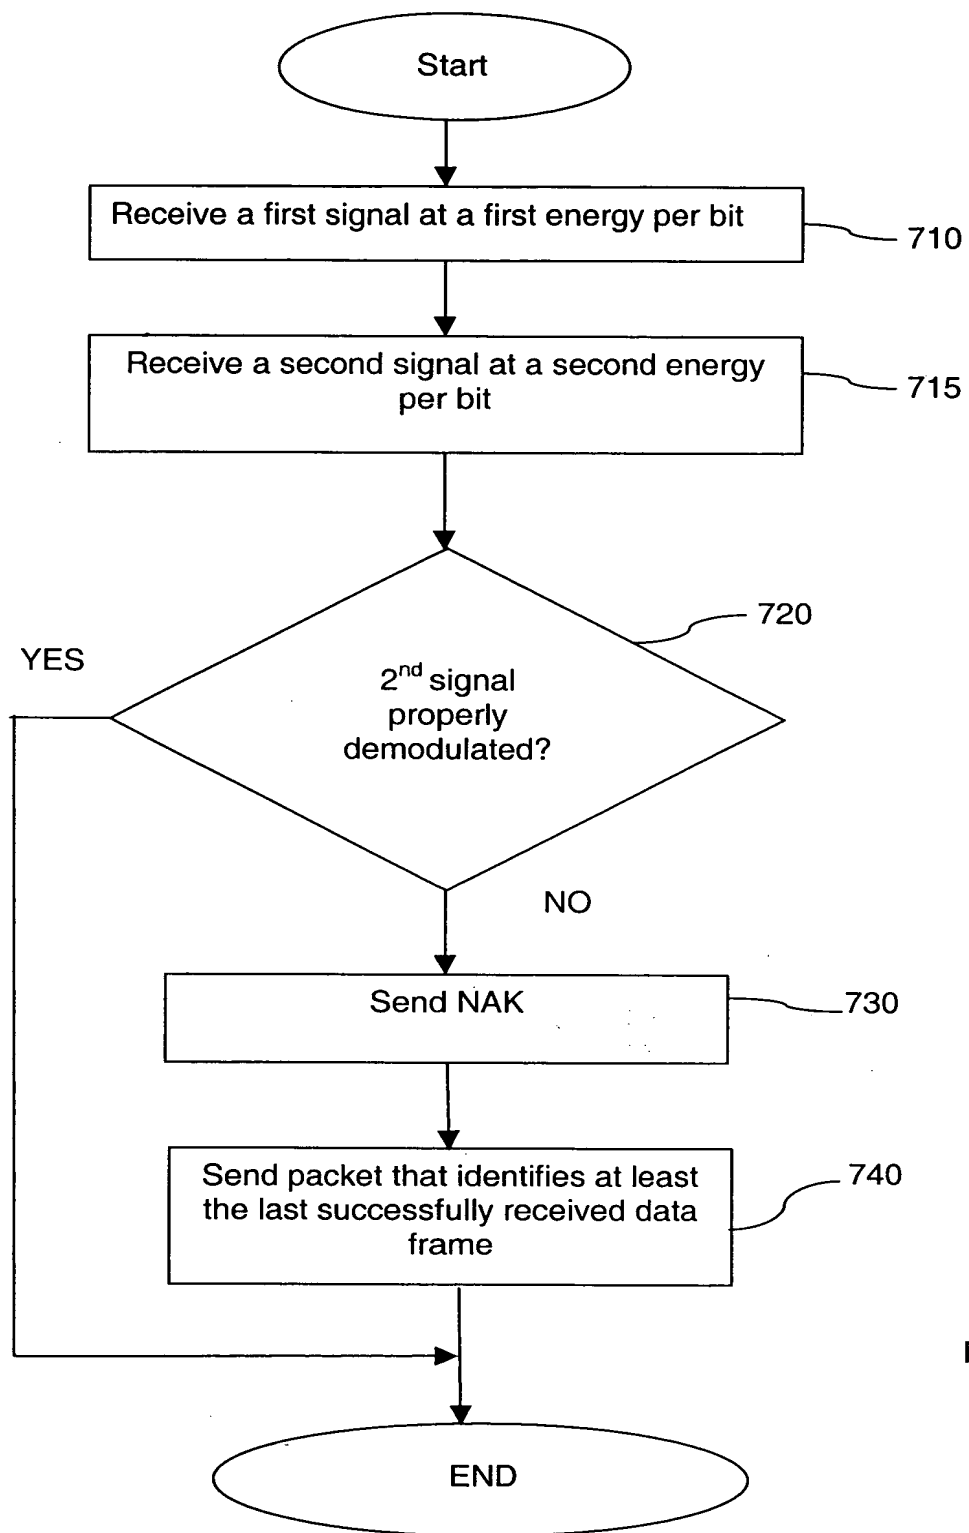 Start
Receive a first signal at a first energy per bit
710
Receive a second signal at a second energy
per bit
715
720
YES
2nd signal
properly
demodulated?
NO
Send NAK
730
Send packet that identifies at least
the last successfully received data
frame
740
END